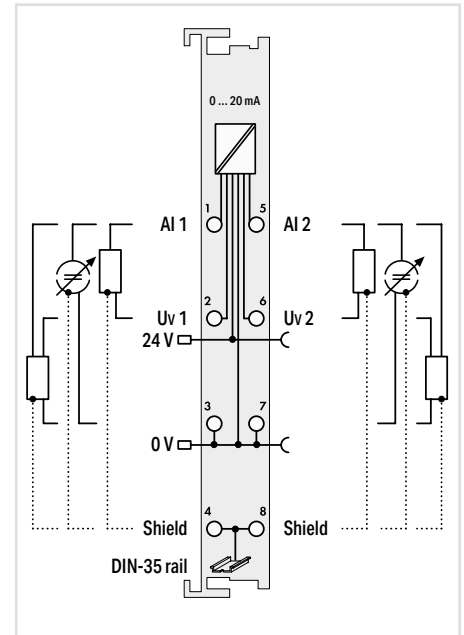 0 ... 20 mA
1 5
AI 1 AI 2
2 6
Uv 1 Uv 2
24 V
3 7
0 V
4 8
Shield Shield
DIN-35 rail